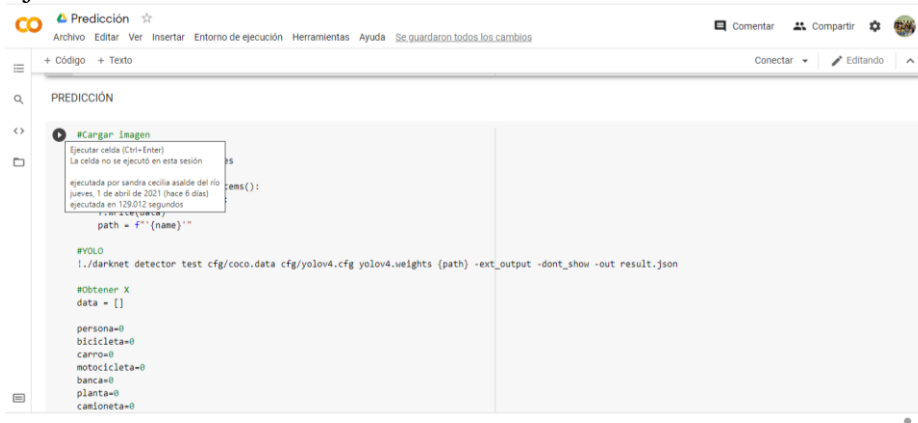 Predicción
Archivo Editar Ver Insertar Entorno de ejecución Herramientas Ayuda Se guardaron todos los cambios
Comentar Compartir
+ Código + Texto
Conectar Editando
PREDICCIÓN
#Cargar imagen
Ejecutar celda (Ctrl+Enter)
La celda no se ejecutó en esta sesión
ejecutada por sandra cecilia asalde del río
jueves, 1 de abril de 2021 (hace 6 días)
ejecutada en 129.012 segundos
path = f"'{name}'"
#YOLO
!./darknet detector test cfg/coco.data cfg/yolov4.cfg yolov4.weights {path} -ext_output -dont_show -out result.json
#Obtener X
data = []
persona=0
bicicleta=0
carro=0
motocicleta=0
banca=0
planta=0
camioneta=0